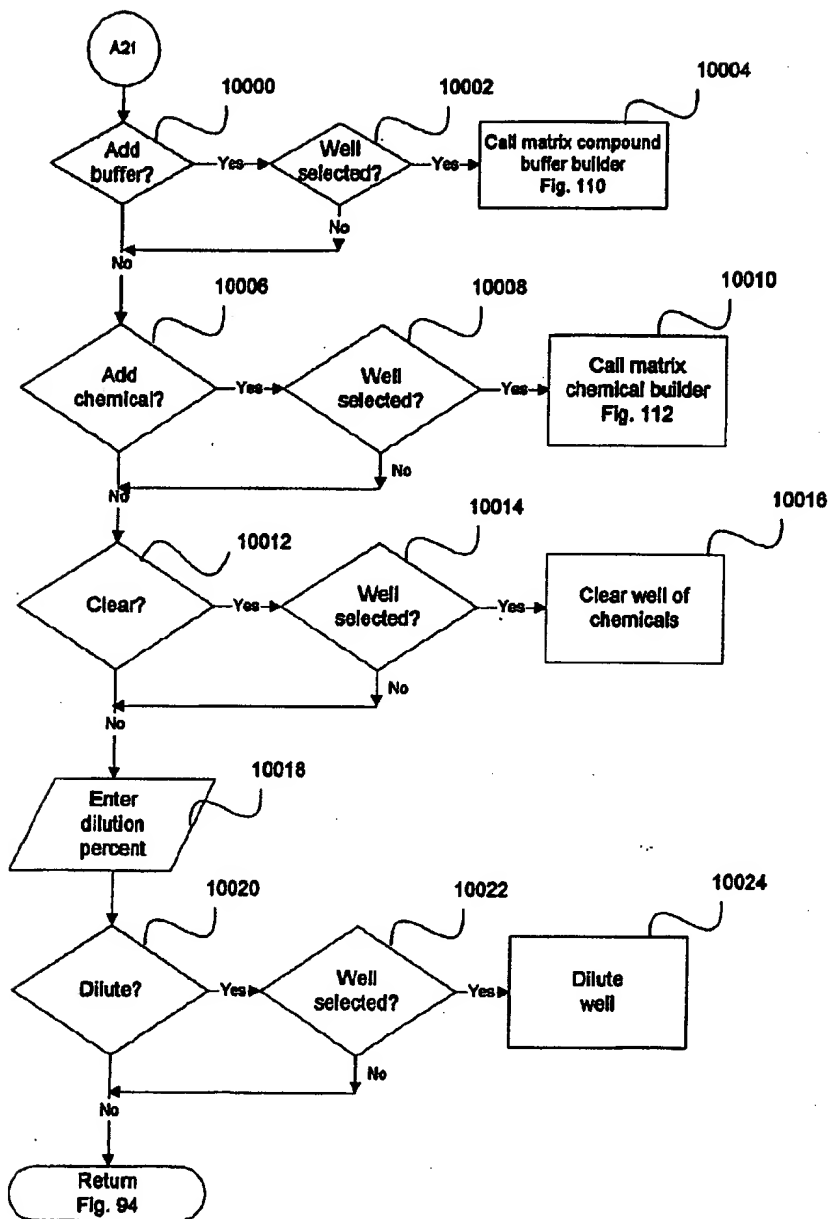 A21
10000
10002
10004
Add
buffer?
Yes
Well
selected?
Yes
Call matrix compound
buffer builder
Fig. 110
No
No
10006
10008
10010
Add
chemical?
Yes
Well
selected?
Yes
Call matrix
chemical builder
Fig. 112
No
No
10012
10014
10016
Clear?
Yes
Well
selected?
Yes
Clear well of
chemicals
No
No
10018
Enter
dilution
percent
10020
10022
10024
Dilute?
Yes
Well
selected?
Yes
Dilute
well
No
No
Return
Fig. 94